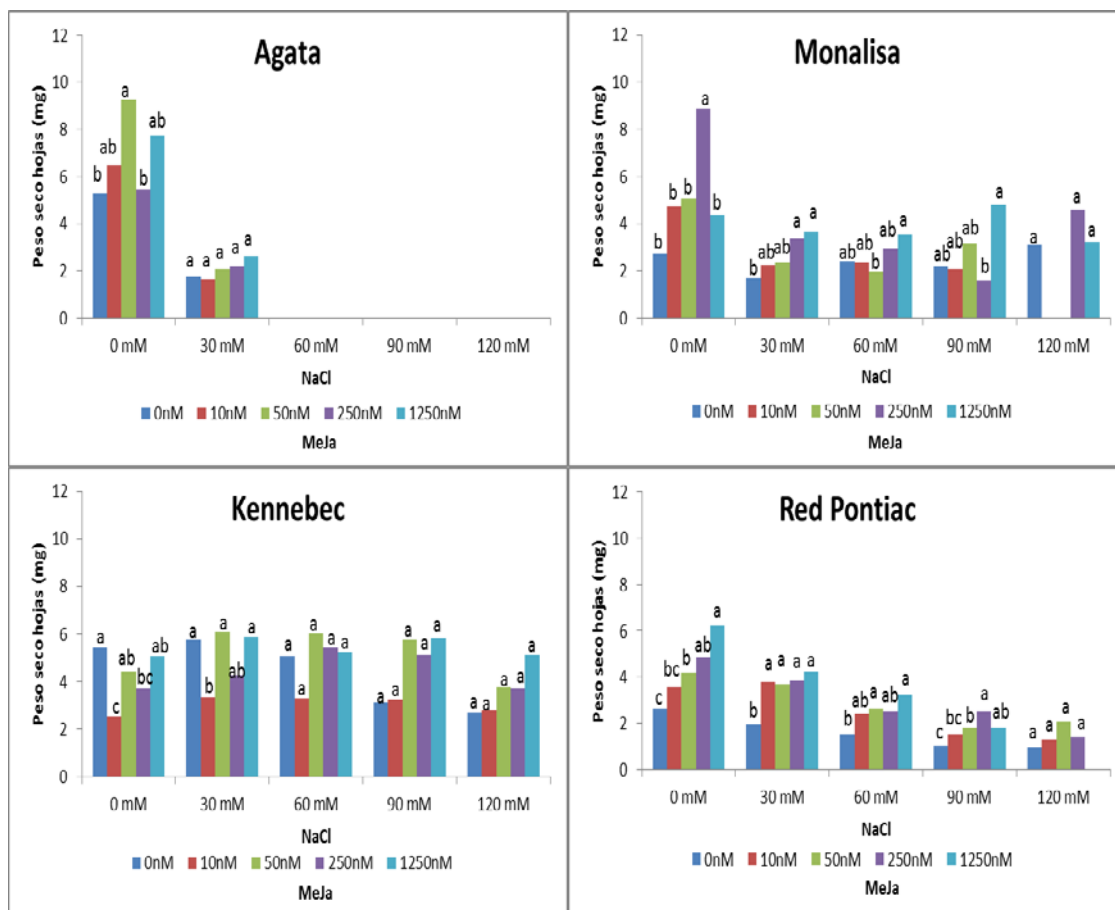 Agata
Peso seco hojas (mg)
12
10
8
6
4
2
0
b ab a b ab
a a a a a
0 mM 30 mM 60 mM 90 mM 120 mM
NaCl
0nM 10nM 50nM 250nM 1250nM
MeJa
Monalisa
Peso seco hojas (mg)
12
10
8
6
4
2
0
b b b a b
b ab ab a a
ab ab b ab a
ab ab ab b a
a a a
0 mM 30 mM 60 mM 90 mM 120 mM
NaCl
0nM 10nM 50nM 250nM 1250nM
MeJa
Kennebec
Peso seco hojas (mg)
12
10
8
6
4
2
0
a c ab bc ab
a b a ab a
a a a a a
a a a a a
a a a a a
0 mM 30 mM 60 mM 90 mM 120 mM
NaCl
0nM 10nM 50nM 250nM 1250nM
MeJa
Red Pontiac
Peso seco hojas (mg)
12
10
8
6
4
2
0
c bc b ab a
b a a a a
b ab a ab a
c bc b a ab
a a a a
0 mM 30 mM 60 mM 90 mM 120 mM
NaCl
0nM 10nM 50nM 250nM 1250nM
MeJa